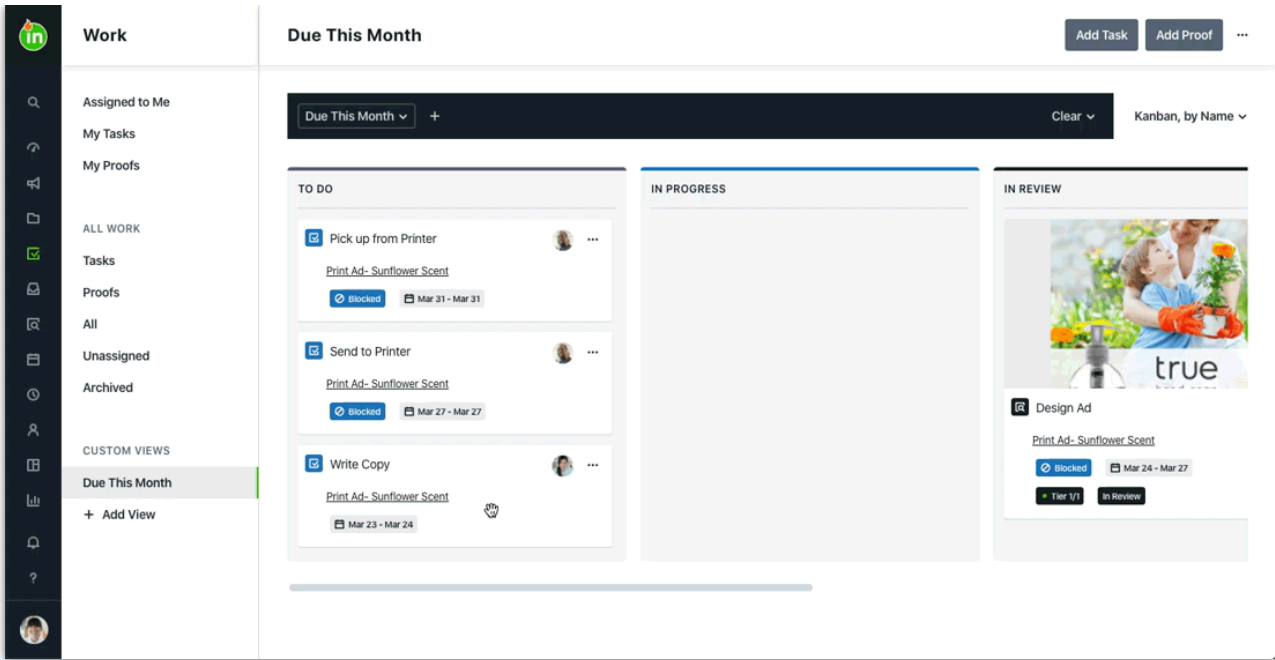 in
Work
Due This Month
Add Task
Add Proof
Assigned to Me
My Tasks
My Proofs
ALL WORK
Tasks
Proofs
All
Unassigned
Archived
CUSTOM VIEWS
Due This Month
+ Add View
?
Due This Month
+
Clear
Kanban, by Name
TO DO
Pick up from Printer
Print Ad- Sunflower Scent
Blocked
Mar 31 - Mar 31
Send to Printer
Print Ad- Sunflower Scent
Blocked
Mar 27 - Mar 27
Write Copy
Print Ad- Sunflower Scent
Mar 23 - Mar 24
IN PROGRESS
IN REVIEW
true
Design Ad
Print Ad- Sunflower Scent
Blocked
Mar 24 - Mar 27
Tier 1/1
In Review